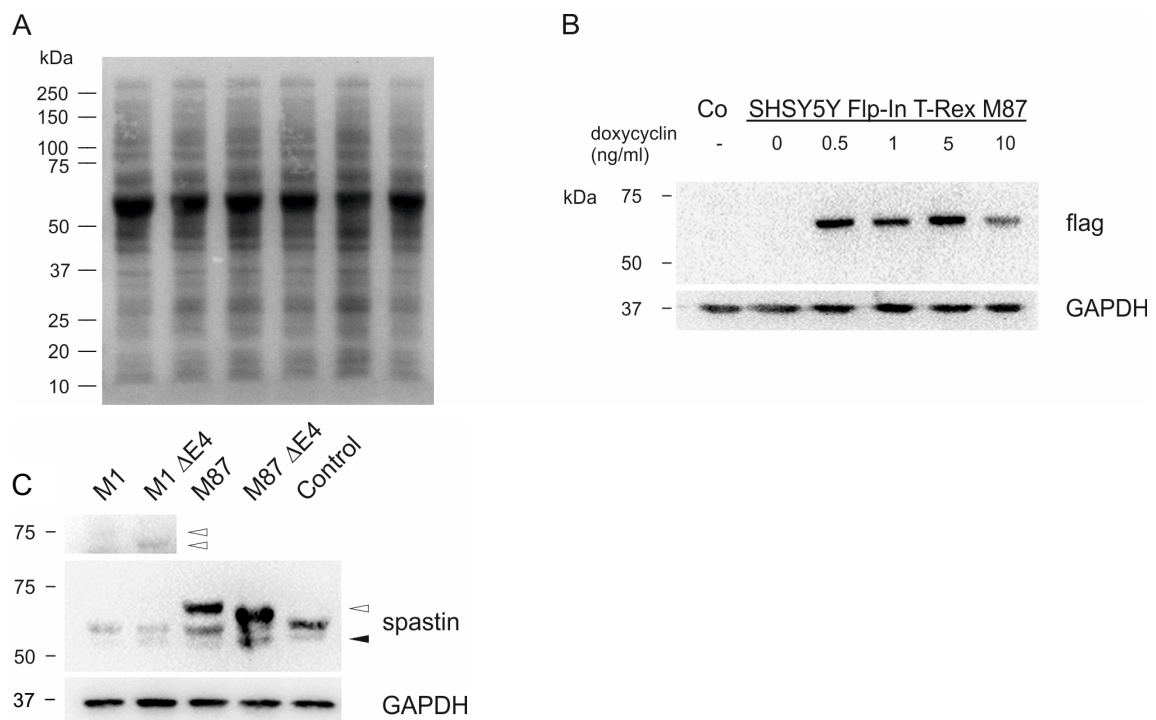 A
kDa
250
150
100
75
50
37
25
20
10
B
Co SHSY5Y Flp-In T-Rex M87
doxycyclin
(ng/ml)
- 0 0.5 1 5 10
kDa
75
50
37
flag
GAPDH
C
M1
M1 ΔE4
M87
M87 ΔE4
Control
75
75
50
37
spastin
GAPDH